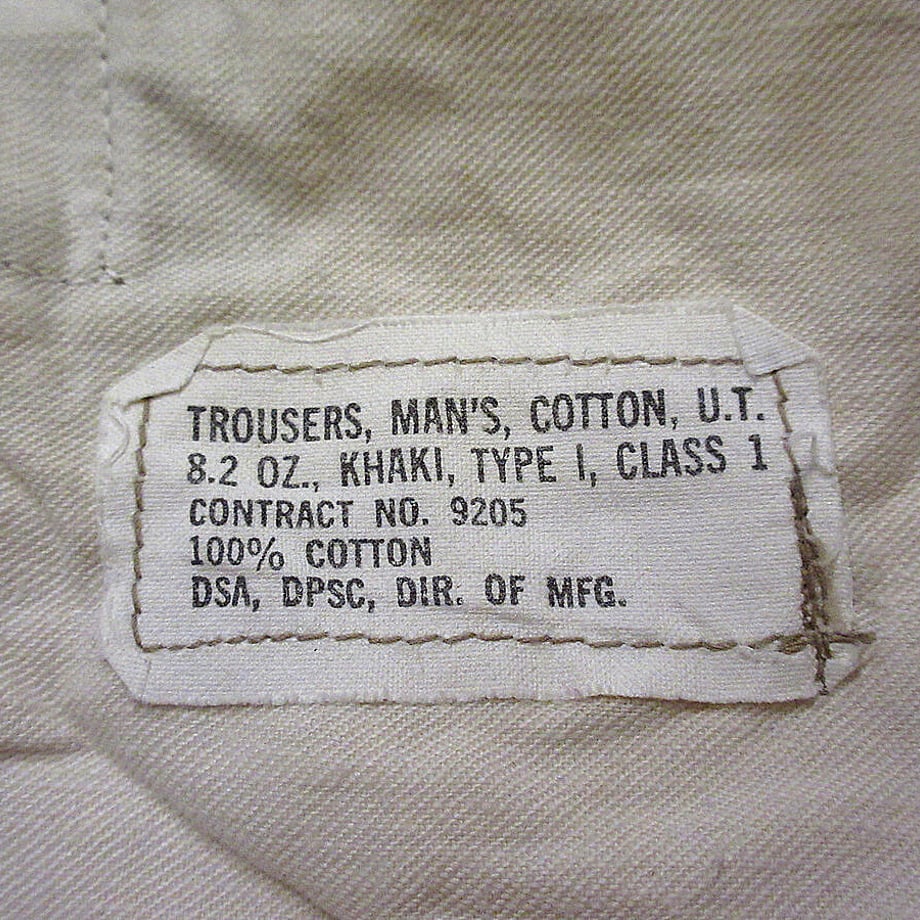 TROUSERS, MAN'S, COTTON, U.T.
8.2 OZ., KHAKI, TYPE I, CLASS 1
CONTRACT NO. 9205
100% COTTON
DSA, DPSC, DIR. OF MFG.